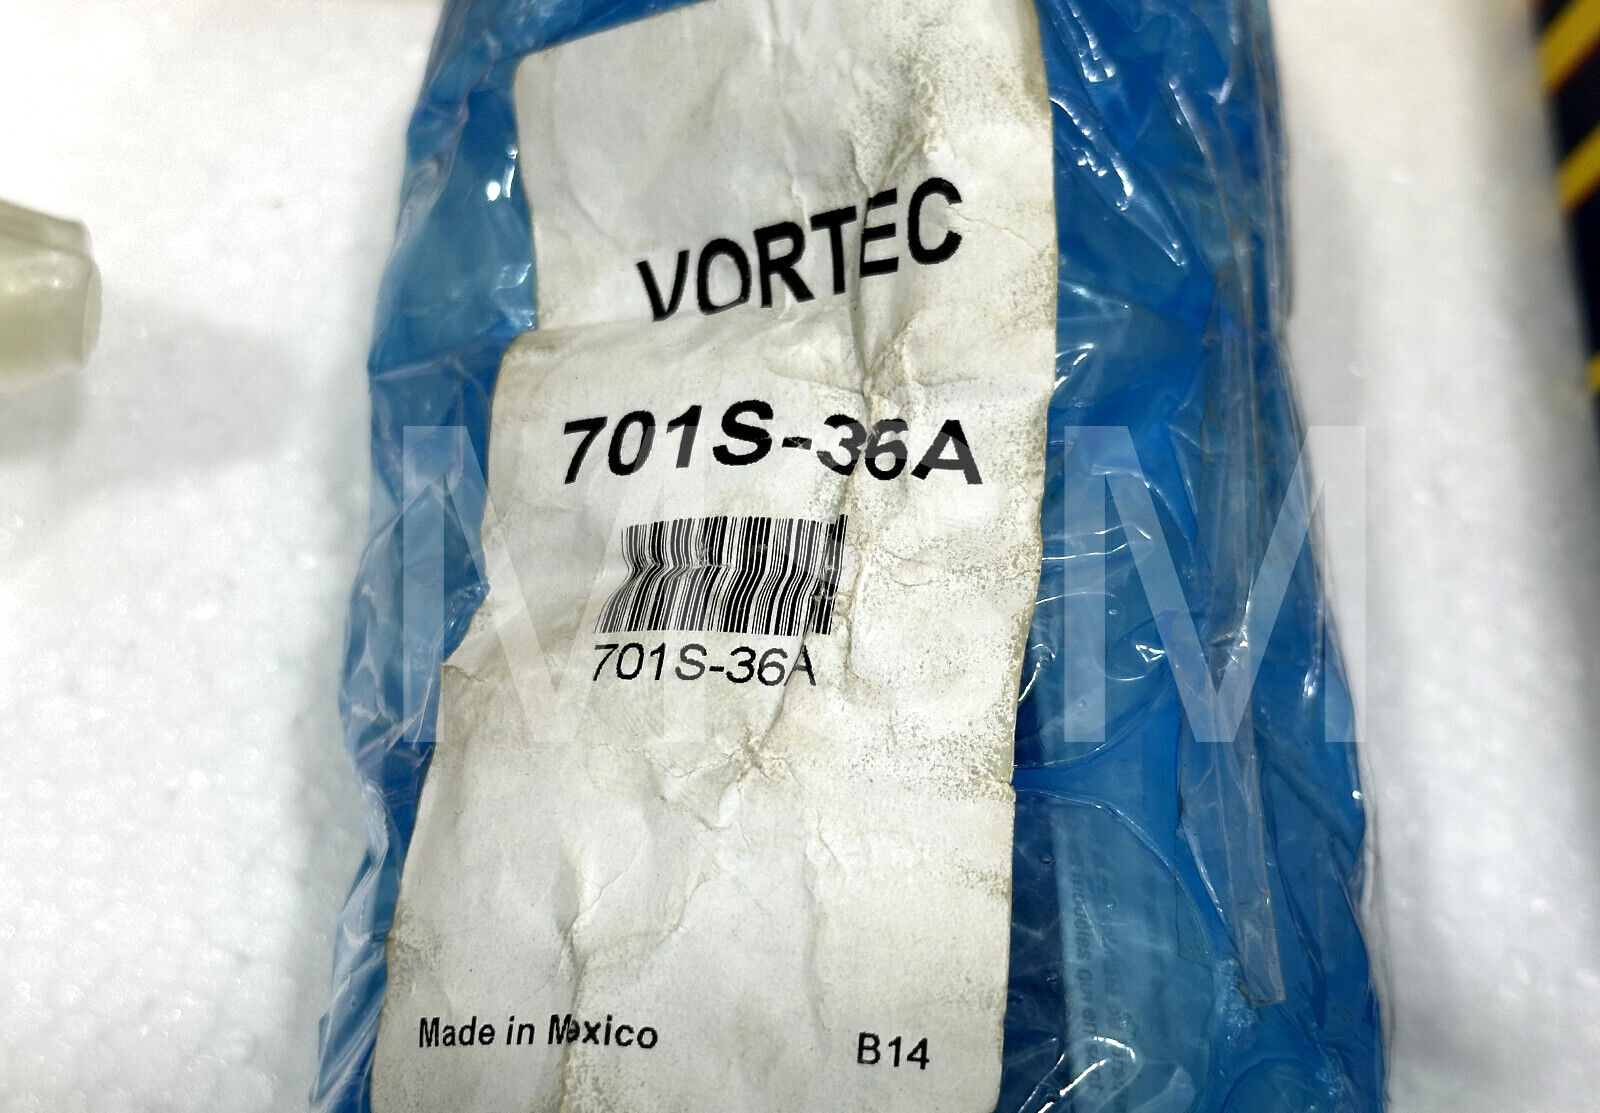 VORTEC
701S-36A
701S-36A
Made in Mexico
B14
M M